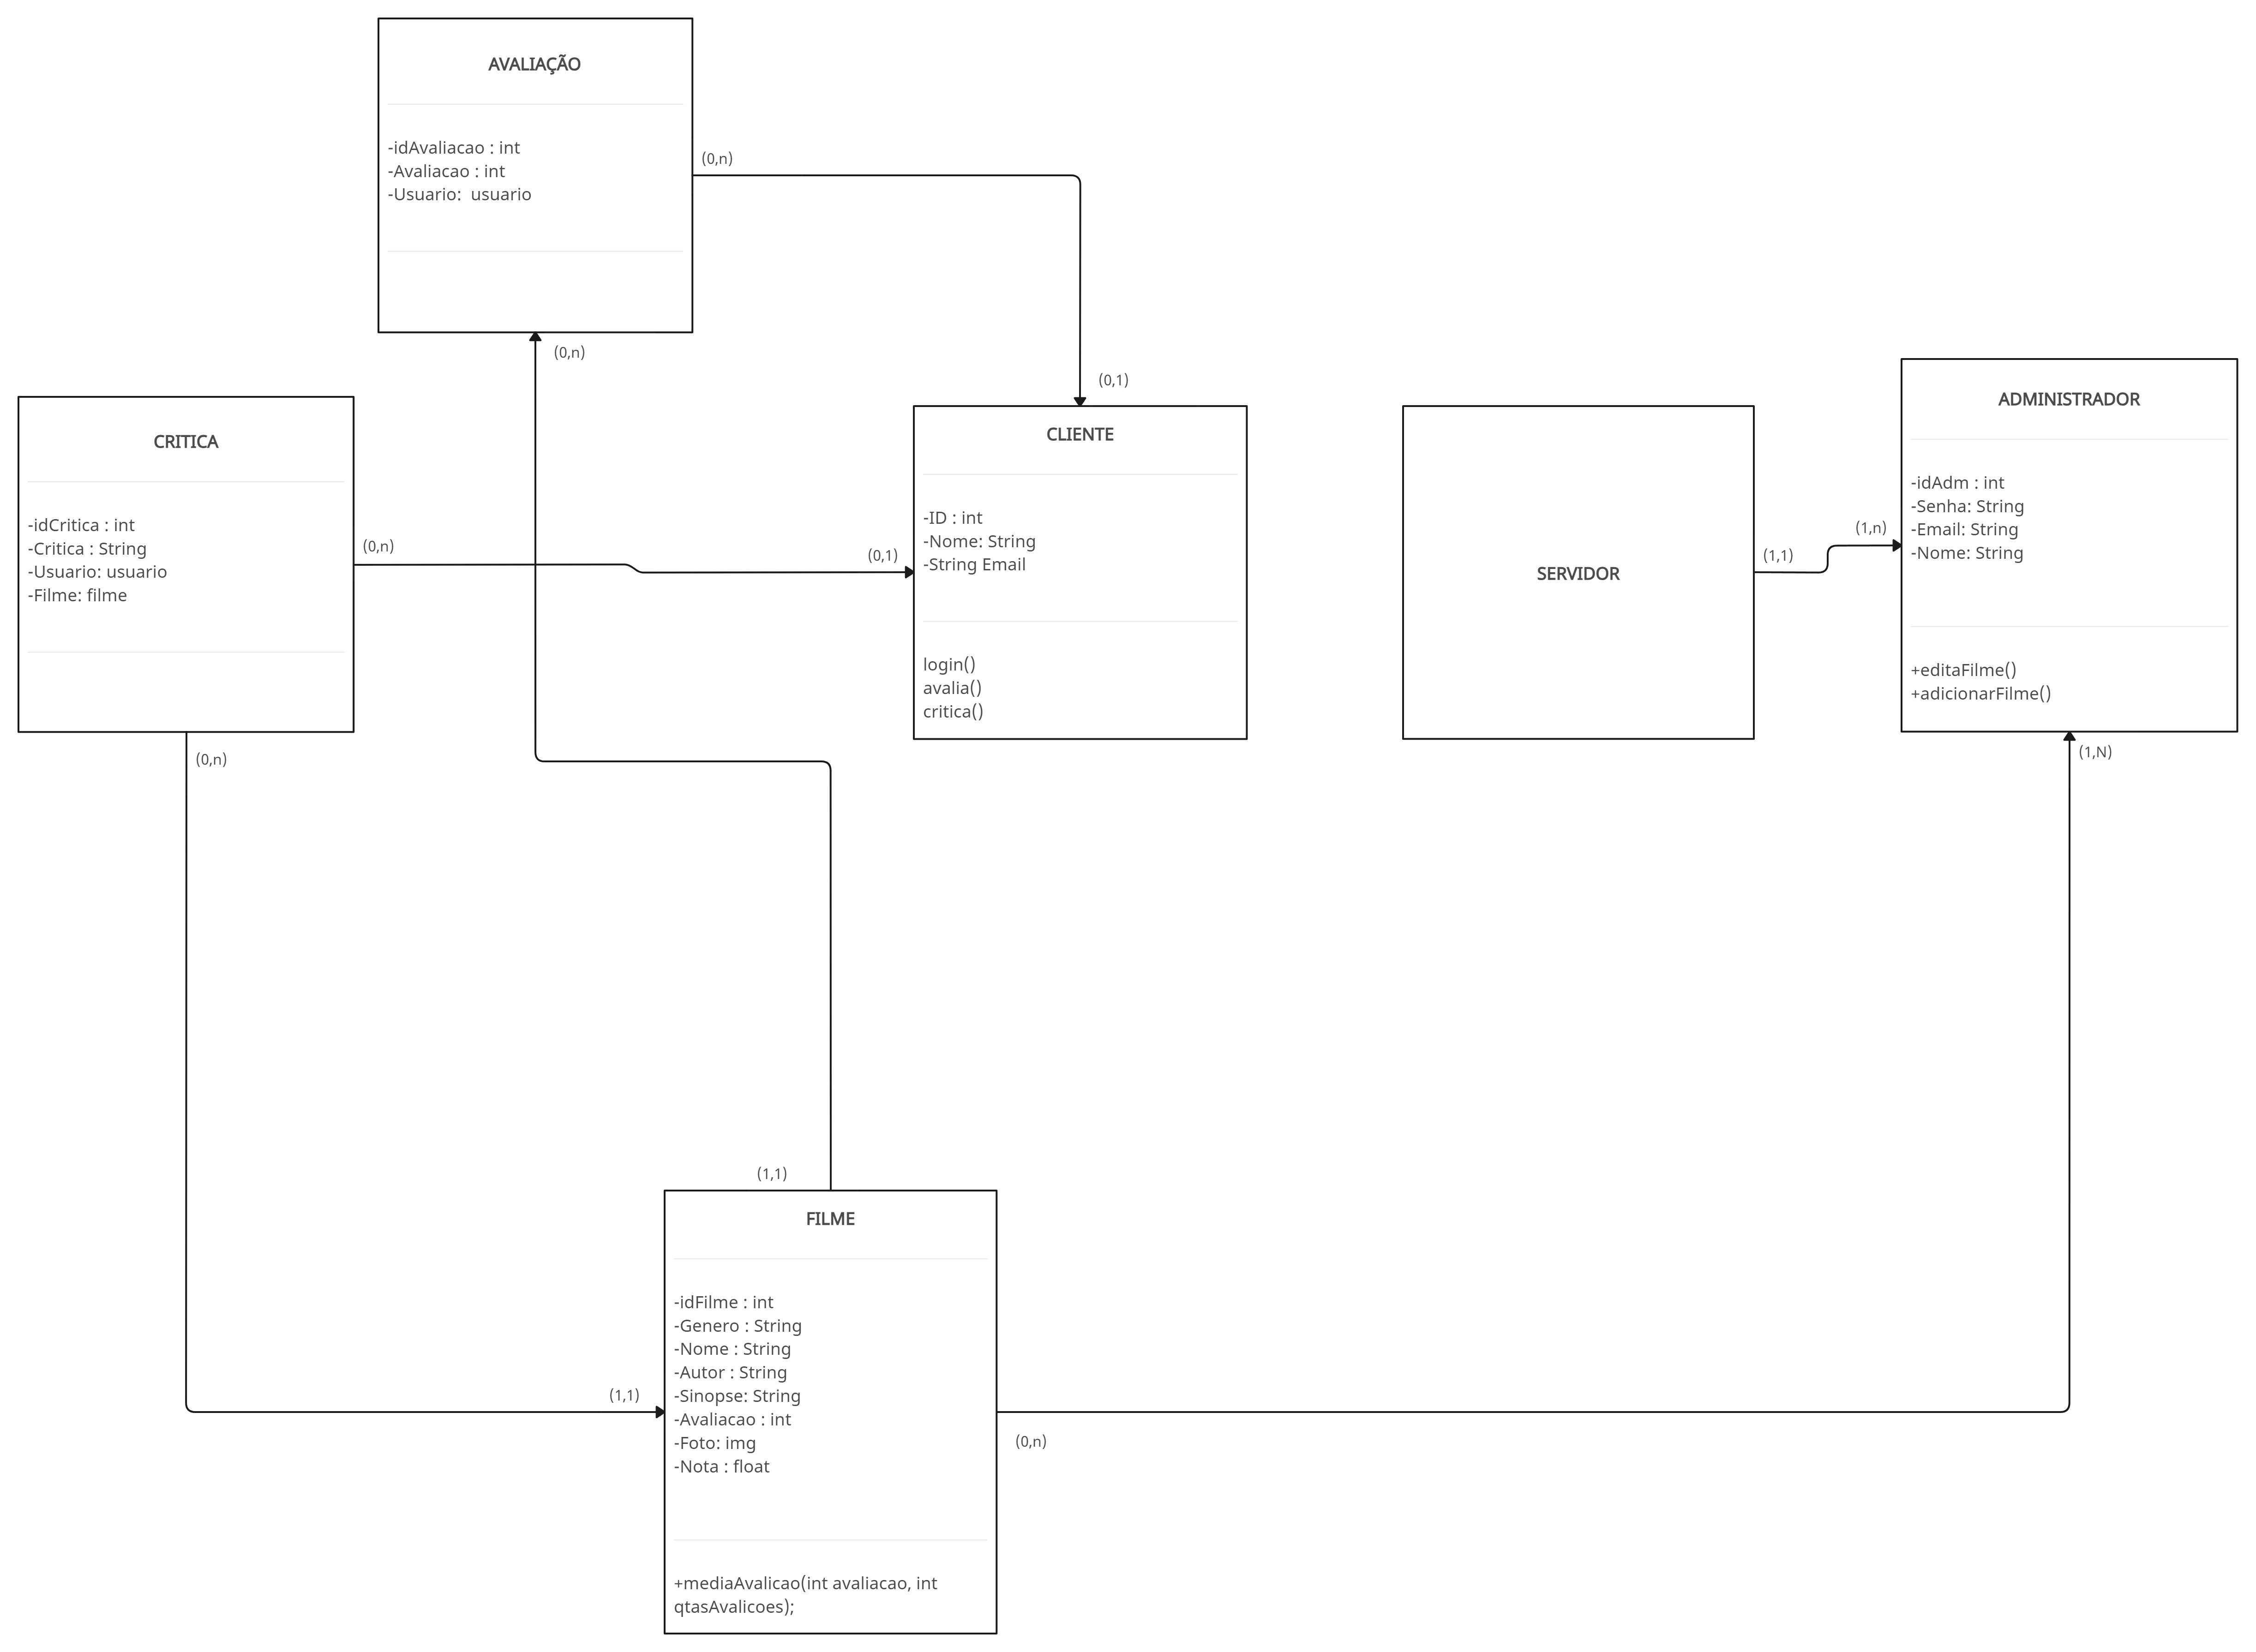 AVALIAÇÃO
-idAvaliacao : int
-Avaliacao : int
-Usuario:  usuario
(0,n)
(0,n)
(0,1)
CRITICA
-idCritica : int
-Critica : String
-Usuario: usuario
-Filme: filme
(0,n)
(0,1)
(0,n)
CLIENTE
-ID : int
-Nome: String
-String Email
login()
avalia()
critica()
SERVIDOR
(1,1)
(1,n)
ADMINISTRADOR
-idAdm : int
-Senha: String
-Email: String
-Nome: String
+editaFilme()
+adicionarFilme()
(1,N)
(1,1)
(1,1)
FILME
-idFilme : int
-Genero : String
-Nome : String
-Autor : String
-Sinopse: String
-Avaliacao : int
-Foto: img
-Nota : float
+mediaAvalicao(int avaliacao, int
qtasAvalicoes);
(0,n)